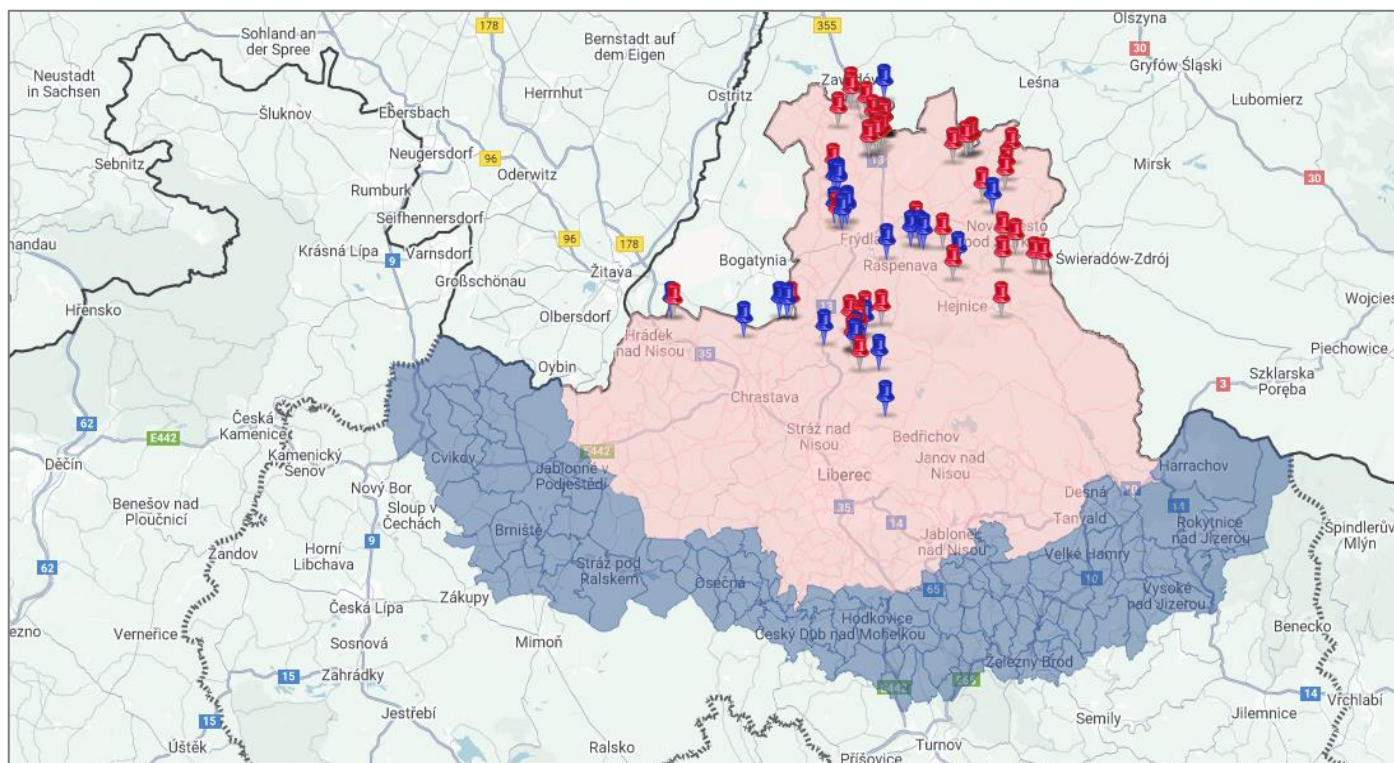 178
355
Olszyna
Sohland an
der Spree
Bernstadt auf
dem Eigen
30
Gryfów Śląski
Neustadt
in Sachsen
Leśna
Herrnhut
Ostritz
Lubomierz
Šluknov
Ebersbach
Neugersdorf
96
Oderwitz
13
Mirsk
30
Sebnitz
Rumburk
Seifhennersdorf
96
178
Krásná Lípa
9
Varnsdorf
Großschönau
Žitava
Bogatynia
Raspenava
Świeradów-Zdrój
Hřensko
Olbersdorf
13
Hejnice
Hrádek
nad Nisou
35
Oybin
Piechowice
Szklarska
Poręba
3
62
Česká
Kamenice
E442
Chrastava
Stráž nad
Nisou
Bedřichov
Janov nad
Nisou
Děčín
Kamenický
Šenov
Cvikov
E442
Jablonné v
Podještědí
Liberec
Harrachov
Nový Bor
Sloup v
Čechách
Benešov nad
Ploučnicí
35
14
Desná
Tanvald
14
Rokytnice
nad Jizerou
Brniště
Jablonec
nad Nisou
Špindlerův
Mlýn
9
Žandov
Horní
Libchava
62
Stráž pod
Ralskem
Osečná
Velké Hamry
10
Vysoké
nad Jizerou
65
Zákupy
Česká Lípa
Hodkovice
nad Mohelkou
Český Dub
Benecko
Verneřice
Sosnová
Mimoň
Železný Brod
15
Zahrádky
E442
E65
14
Vrchlabí
15
Jestřebí
Semily
Jilemnice
Úštěk
Ralsko
Turnov
Příšovice